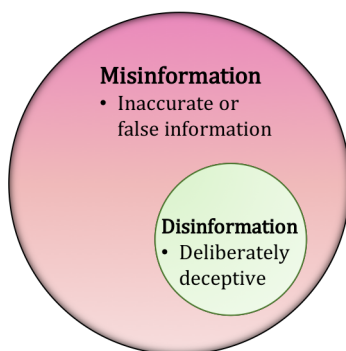 Misinformation
• Inaccurate or
false information
Disinformation
• Deliberately
deceptive